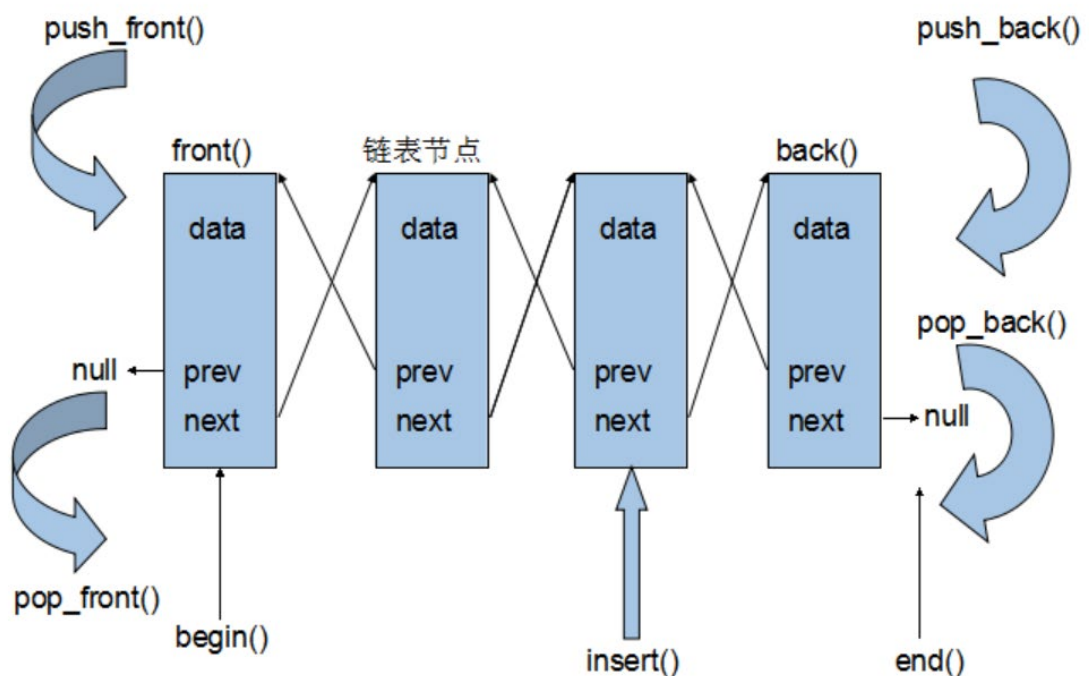 push_front()
push_back()
front()
链表节点
back()
data
data
data
data
pop_back()
null
prev
prev
prev
prev
next
next
next
next
null
pop_front()
begin()
insert()
end()